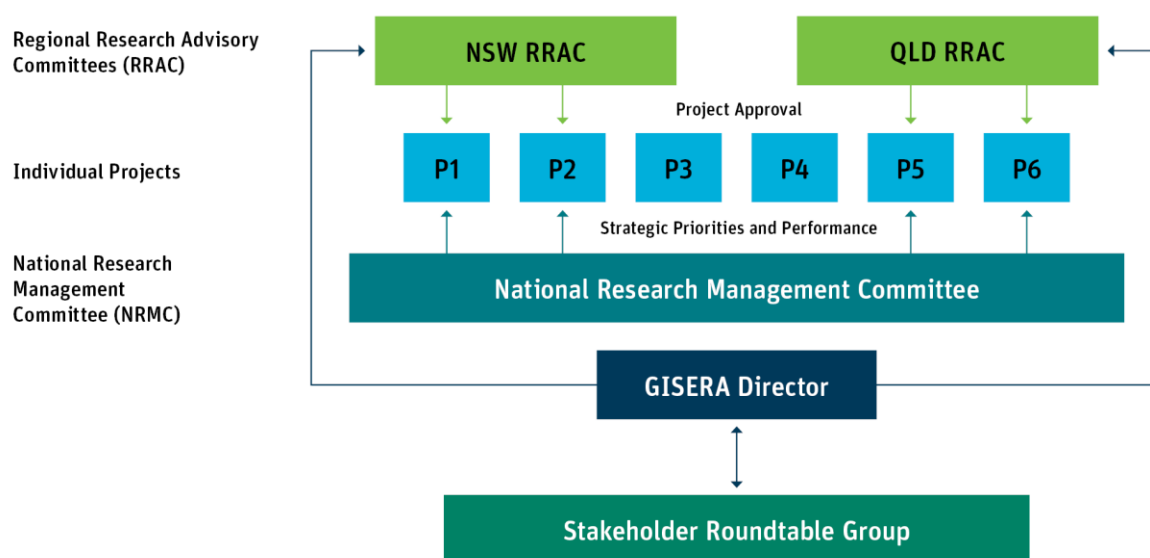 Regional Research Advisory
Committees (RRAC)
NSW RRAC
QLD RRAC
Project Approval
Individual Projects
P1
P2
P3
P4
P5
P6
Strategic Priorities and Performance
National Research
Management
Committee (NRMC)
National Research Management Committee
GISERA Director
Stakeholder Roundtable Group